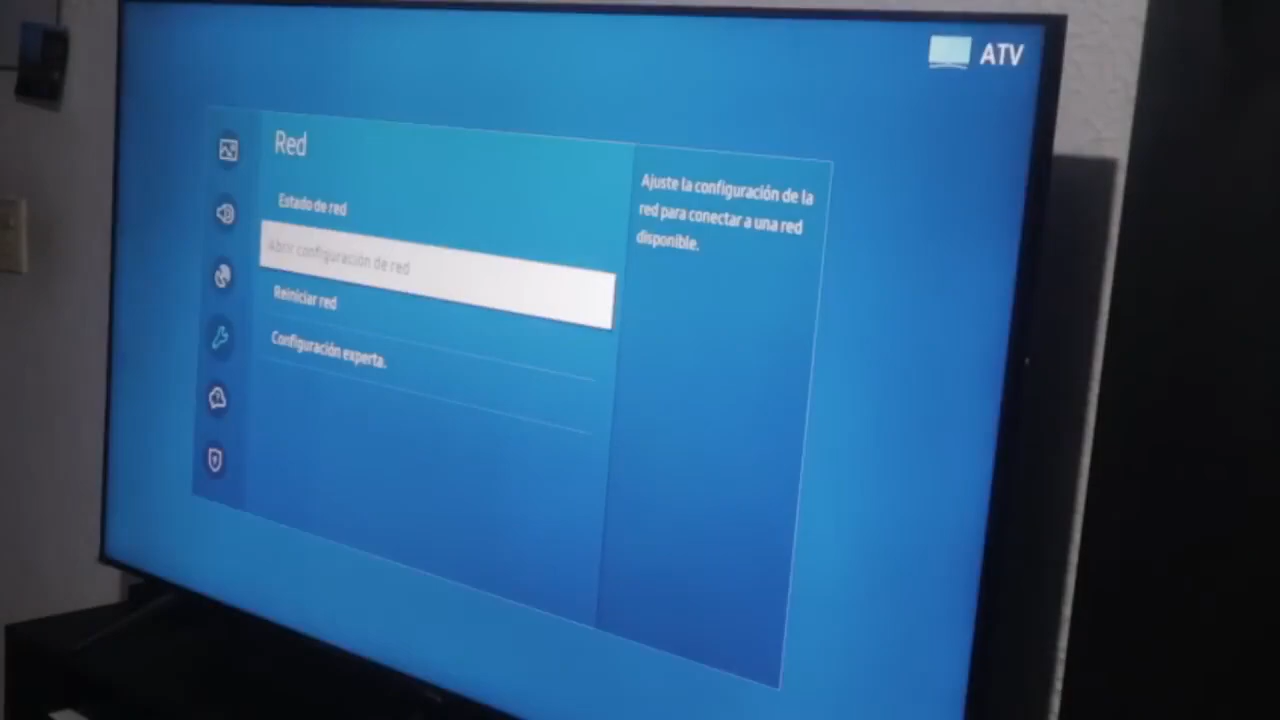 ATV
Red
Estado de red
Abrir configuración de red
Reiniciar red
Configuración experta.
Ajuste la configuración de la
red para conectar a una red
disponible.